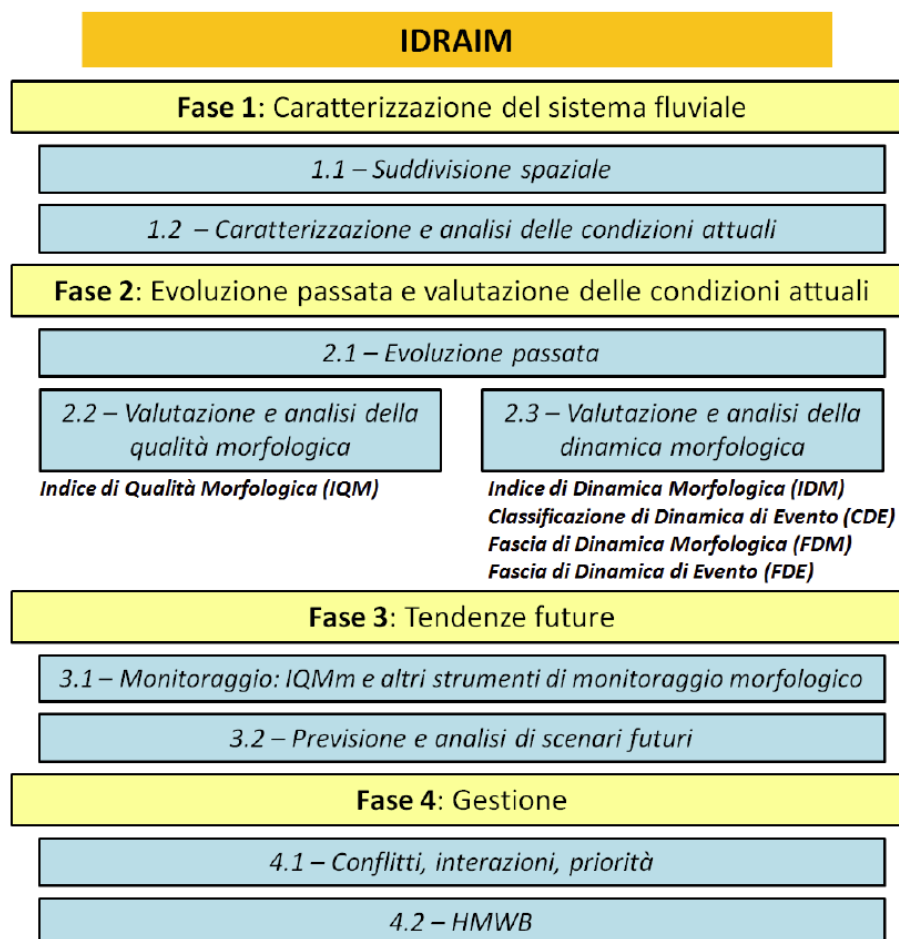 IDRAIM
Fase 1: Caratterizzazione del sistema fluviale
1.1 – Suddivisione spaziale
1.2 – Caratterizzazione e analisi delle condizioni attuali
Fase 2: Evoluzione passata e valutazione delle condizioni attuali
2.1 – Evoluzione passata
2.2 – Valutazione e analisi della
qualità morfologica
Indice di Qualità Morfologica (IQM)
2.3 – Valutazione e analisi della
dinamica morfologica
Indice di Dinamica Morfologica (IDM)
Classificazione di Dinamica di Evento (CDE)
Fascia di Dinamica Morfologica (FDM)
Fascia di Dinamica di Evento (FDE)
Fase 3: Tendenze future
3.1 – Monitoraggio: IQMm e altri strumenti di monitoraggio morfologico
3.2 – Previsione e analisi di scenari futuri
Fase 4: Gestione
4.1 – Conflitti, interazioni, priorità
4.2 – HMWB